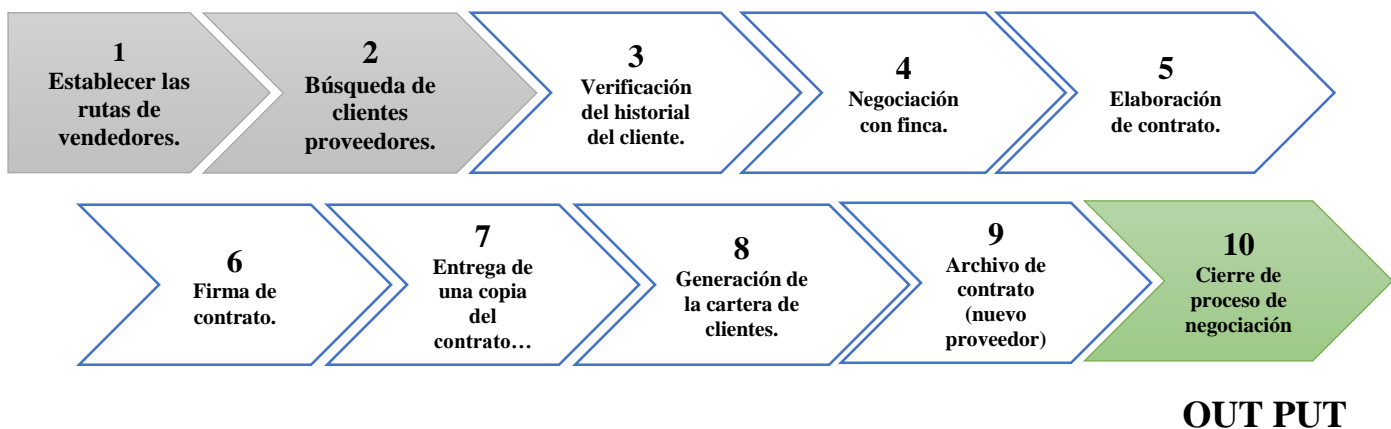 1
Establecer las
rutas de
vendedores.
2
Búsqueda de
clientes
proveedores.
3
Verificación
del historial
del cliente.
4
Negociación
con finca.
5
Elaboración
de contrato.
6
Firma de
contrato.
7
Entrega de
una copia
del
contrato…
8
Generación de
la cartera de
clientes.
9
Archivo de
contrato
(nuevo
proveedor)
10
Cierre de
proceso de
negociación
OUT PUT